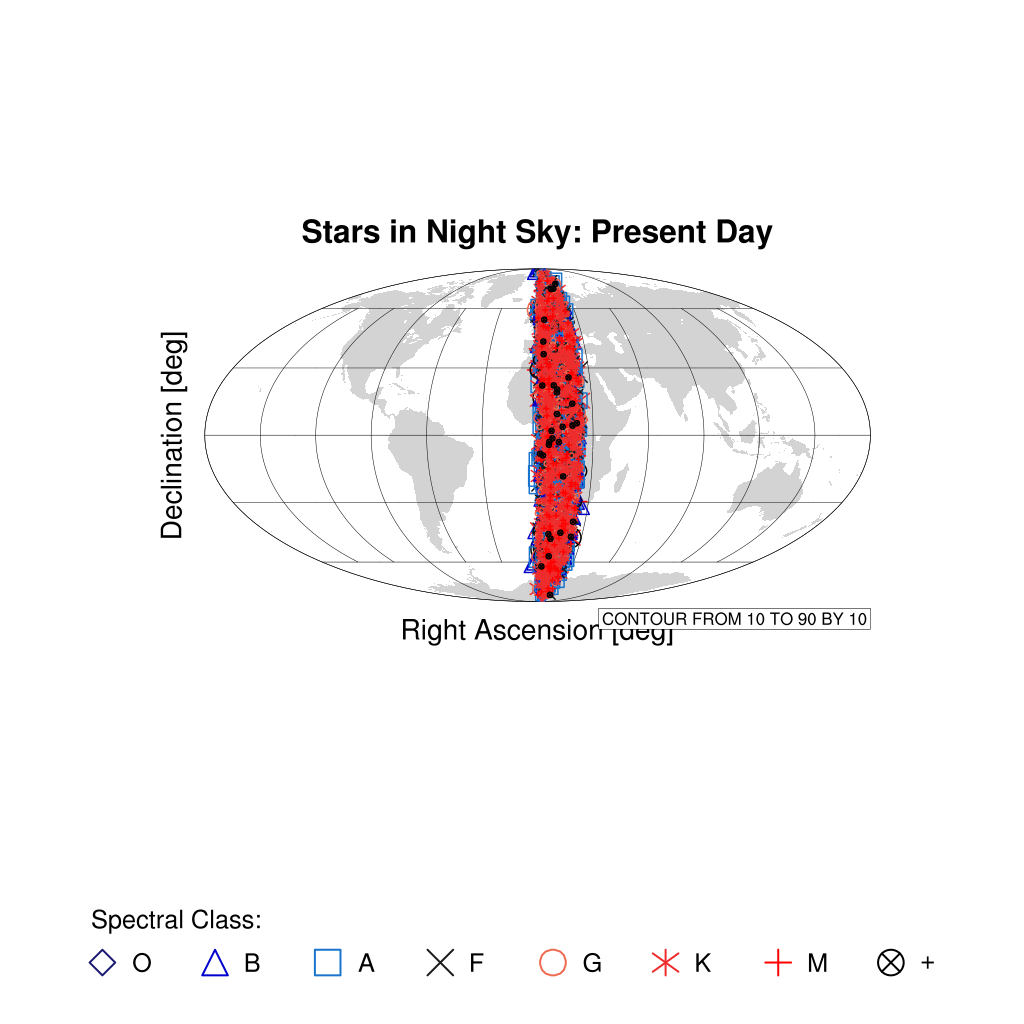 Stars in Night Sky: Present Day
Declination [deg]
CONTOUR FROM 10 TO 90 BY 10
Right Ascension [deg]
Spectral Class:
O B A F G K M +